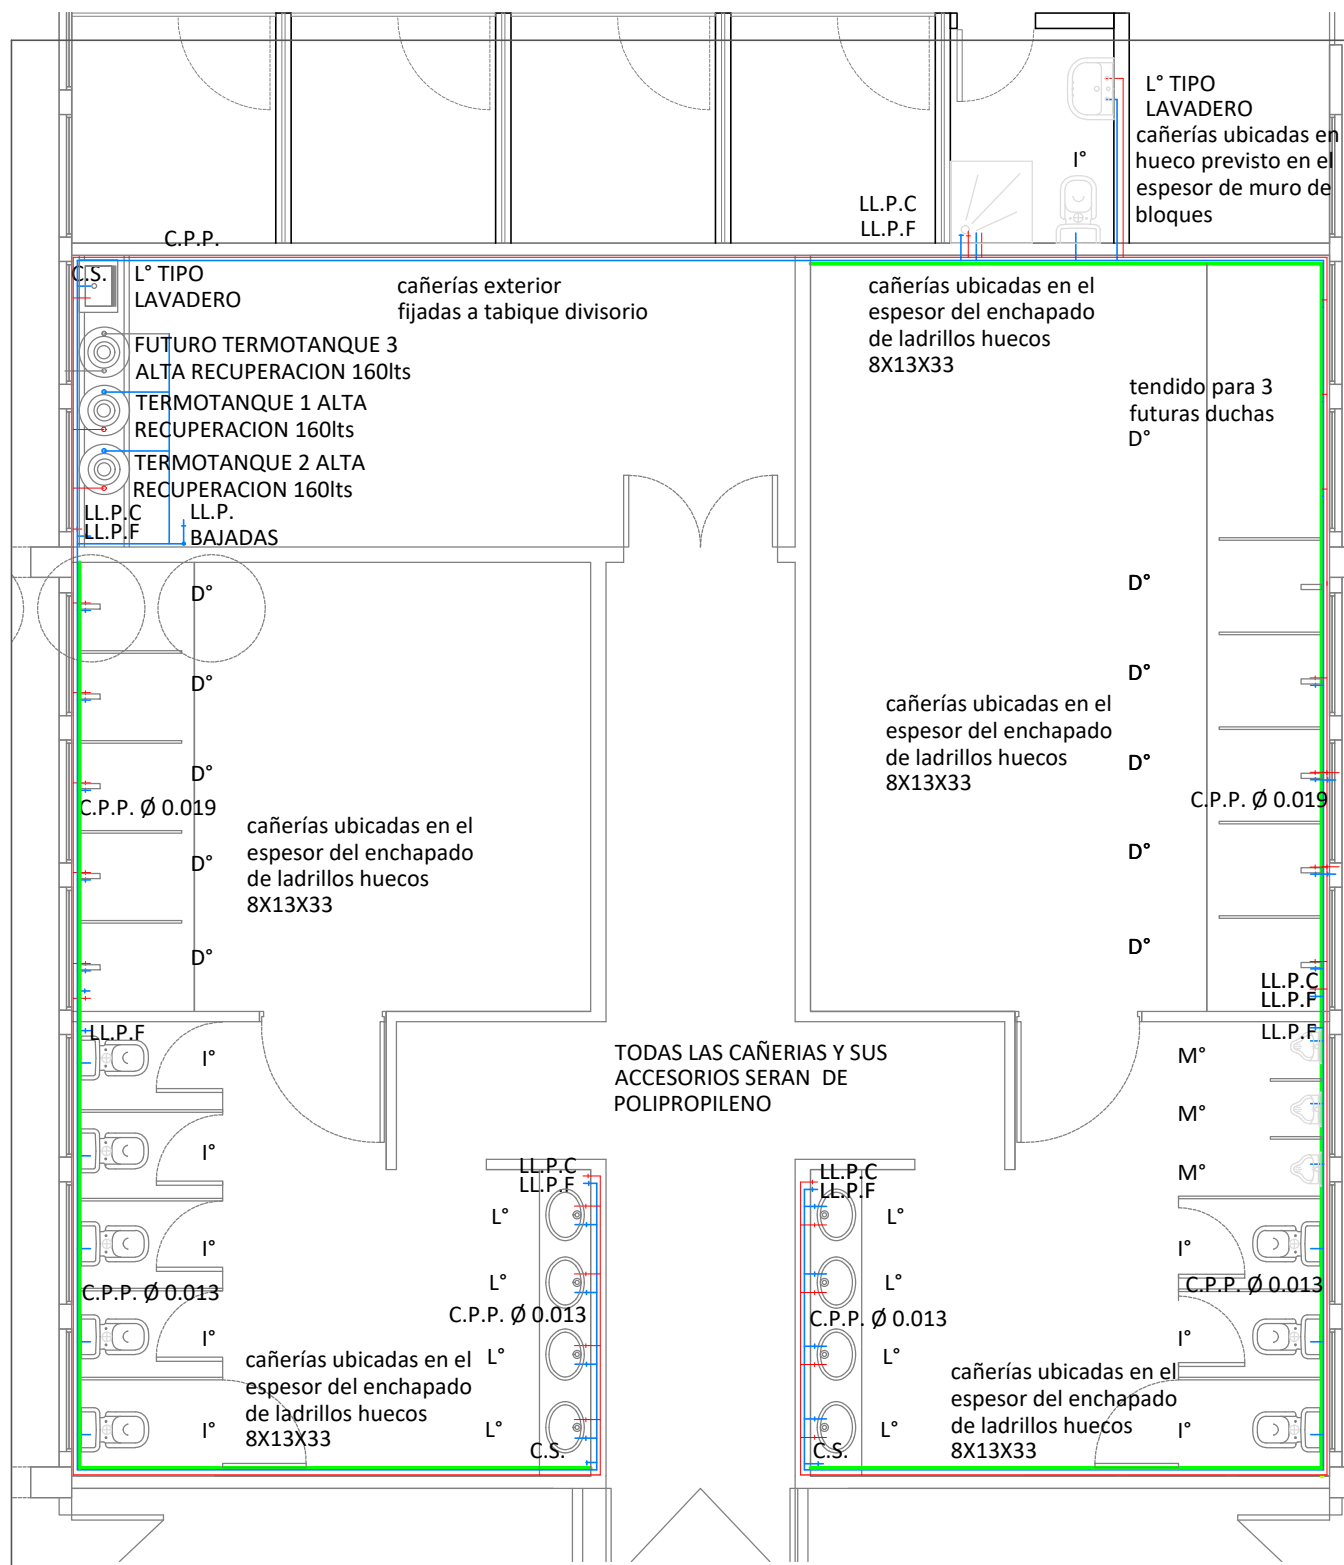 L° TIPO
LAVADERO
cañerías ubicadas en
hueco previsto en el
espesor de muro de
bloques
I°
LL.P.C
LL.P.F
C.P.P.
C.S.
L° TIPO
LAVADERO
cañerías exterior
fijadas a tabique divisorio
cañerías ubicadas en el
espesor del enchapado
de ladrillos huecos
8X13X33
FUTURO TERMOTANQUE 3
ALTA RECUPERACION 160lts
TERMOTANQUE 1 ALTA
RECUPERACION 160lts
TERMOTANQUE 2 ALTA
RECUPERACION 160lts
tendido para 3
futuras duchas
D°
LL.P.C
LL.P.F
LL.P.
BAJADAS
D°
D°
D°
D°
D°
D°
D°
D°
D°
D°
cañerías ubicadas en el
espesor del enchapado
de ladrillos huecos
8X13X33
C.P.P. Ø 0.019
C.P.P. Ø 0.019
cañerías ubicadas en el
espesor del enchapado
de ladrillos huecos
8X13X33
LL.P.C
LL.P.F
LL.P.F
LL.P.F
TODAS LAS CAÑERIAS Y SUS
ACCESORIOS SERAN  DE
POLIPROPILENO
I°
I°
I°
I°
I°
M°
M°
M°
I°
I°
I°
LL.P.C
LL.P.F
LL.P.C
LL.P.F
L°
L°
L°
L°
L°
L°
L°
L°
C.P.P. Ø 0.013
C.P.P. Ø 0.013
C.P.P. Ø 0.013
C.P.P. Ø 0.013
cañerías ubicadas en el
espesor del enchapado
de ladrillos huecos
8X13X33
cañerías ubicadas en el
espesor del enchapado
de ladrillos huecos
8X13X33
C.S.
C.S.